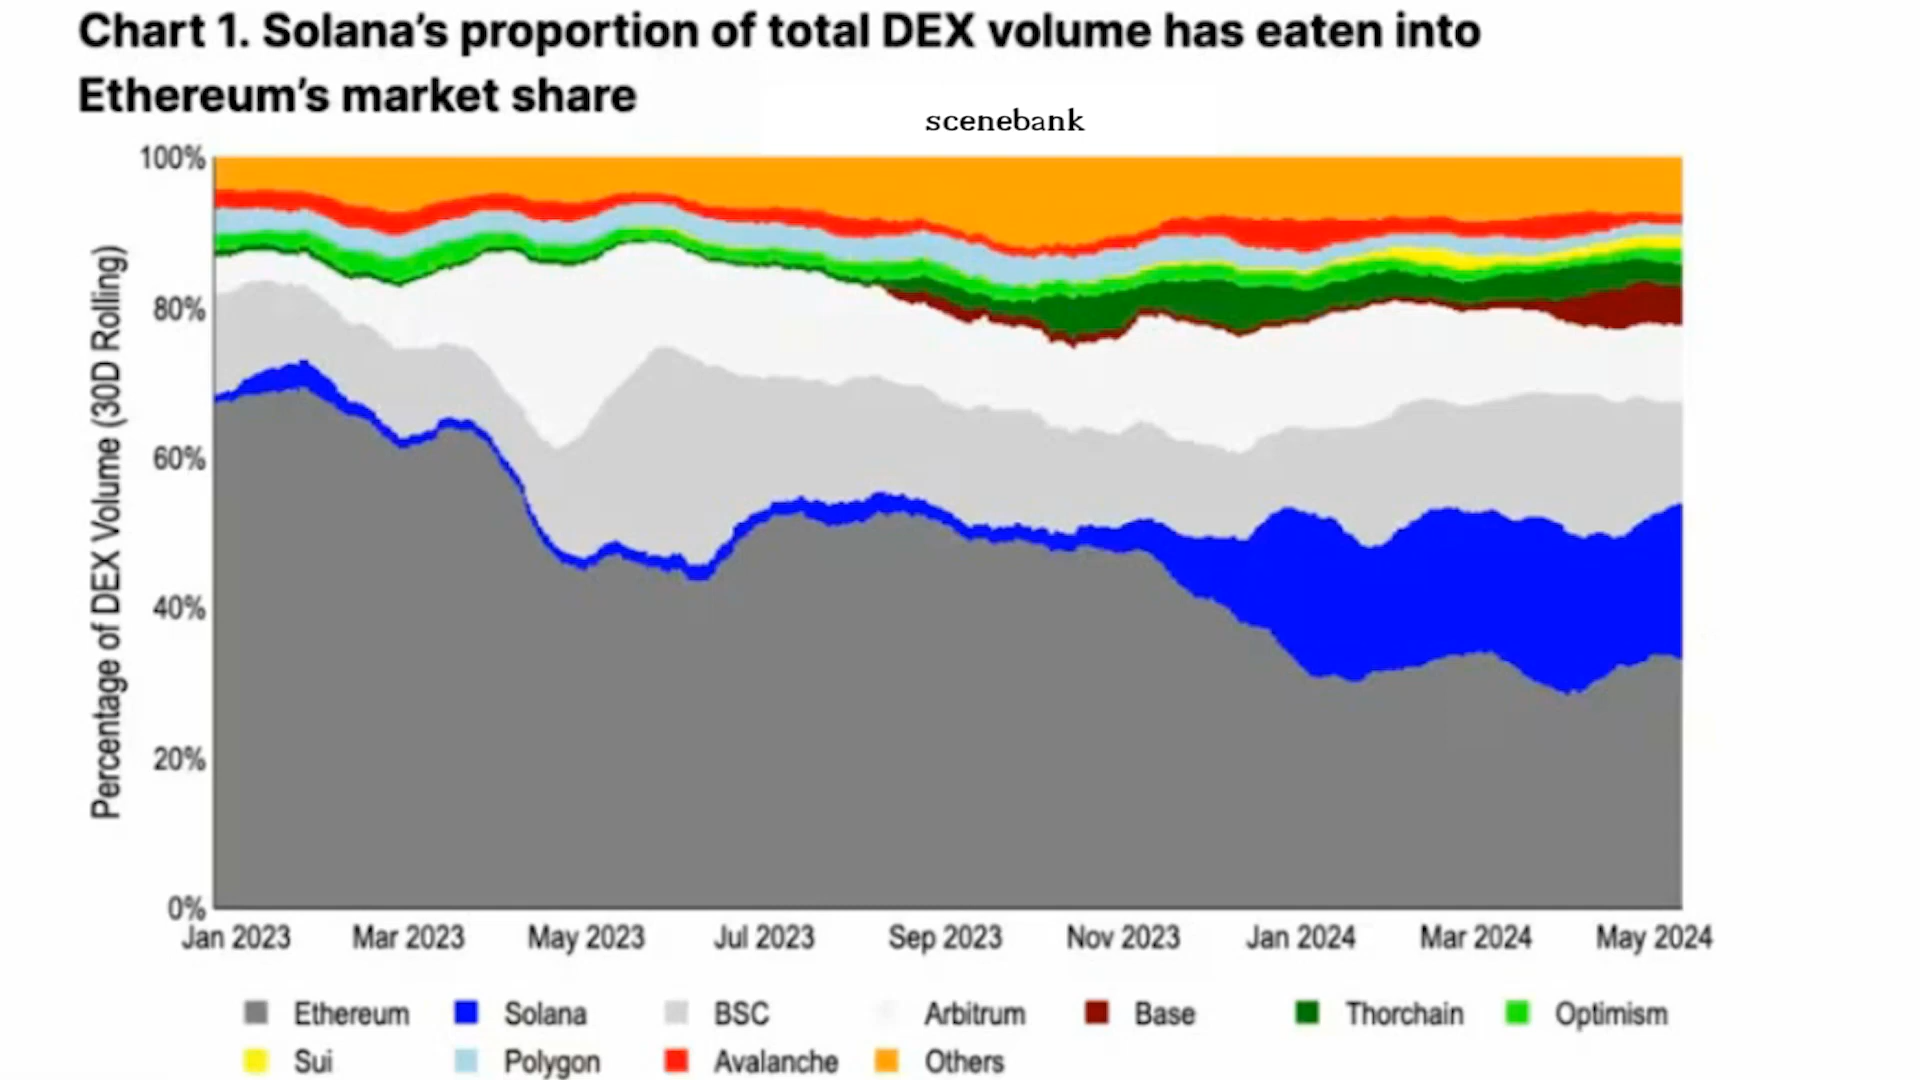 Chart 1. Solana’s proportion of total DEX volume has eaten into
Ethereum’s market share
scenebank
Percentage of DEX Volume (30D Rolling)
100%
80%
60%
40%
20%
0%
Jan 2023 Mar 2023 May 2023 Jul 2023 Sep 2023 Nov 2023 Jan 2024 Mar 2024 May 2024
Ethereum Solana BSC Arbitrum Base Thorchain Optimism
Sui Polygon Avalanche Others